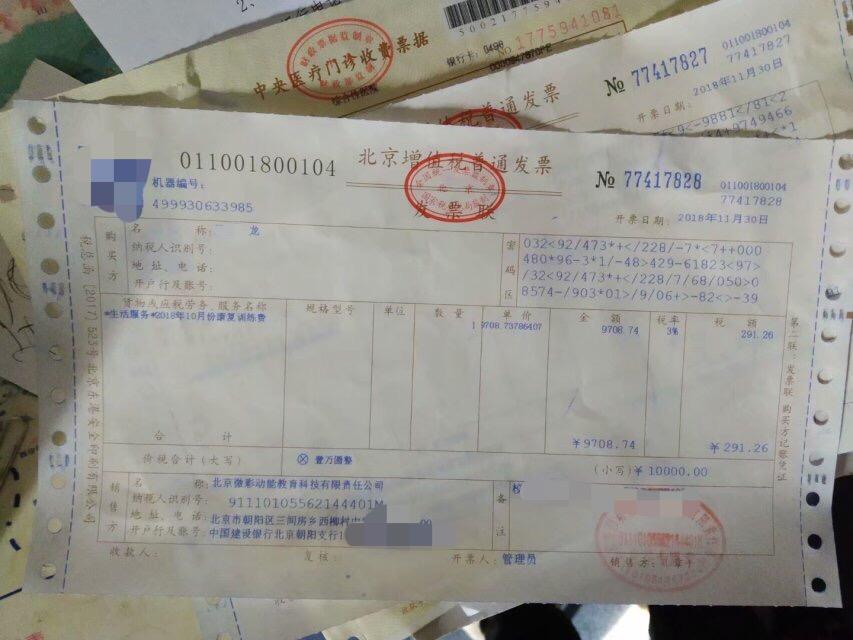 中央医疗门诊收费票据
1775941081
No 77417827
011001800104
77417827
开票日期: 2018年11月30日
011001800104
北京增值税普通发票
发票联
No 77417828
011001800104
77417828
机器编号:
499930633985
开票日期: 2018年11月30日
购买方
名 称: 龙
纳税人识别号:
地址、电话:
开户行及账号:
密码区
032<92/473*+</228/-7*<7++000
480*96-3*1/-48>429-61823<97>
/32<92/473*+</228/7/68/050>0
8574-/903*01>/9/06+>-82<>-39
货物或应税劳务、服务名称 规格型号 单位 数量 单价 金额 税率 税额
*生活服务*2018年10月份康复训练费 1 9708.73786407 9708.74 3% 291.26
合 计 ¥9708.74 ¥291.26
价税合计(大写) ⊗ 壹万圆整 (小写) ¥10000.00
销售方
名 称: 北京微彩动能教育科技有限责任公司
纳税人识别号: 91110105562144401M
地址、电话: 北京市朝阳区三间房乡西柳村
开户行及账号: 中国建设银行北京朝阳支行
备注
收款人: 复核: 开票人: 管理员 销售方:(章)
第二联:发票联 购买方记账凭证